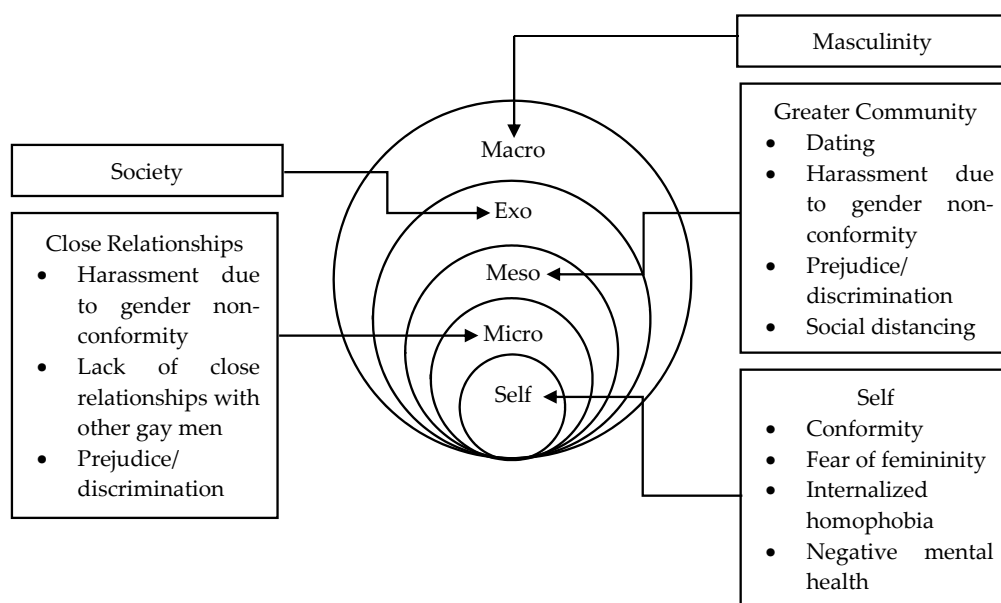 Masculinity
Greater Community
• Dating
• Harassment due
to gender non-
conformity
• Prejudice/
discrimination
• Social distancing
Macro
Society
Exo
Close Relationships
• Harassment due
to gender non-
conformity
• Lack of close
relationships with
other gay men
• Prejudice/
discrimination
Meso
Micro
Self
Self
• Conformity
• Fear of femininity
• Internalized
homophobia
• Negative mental
health